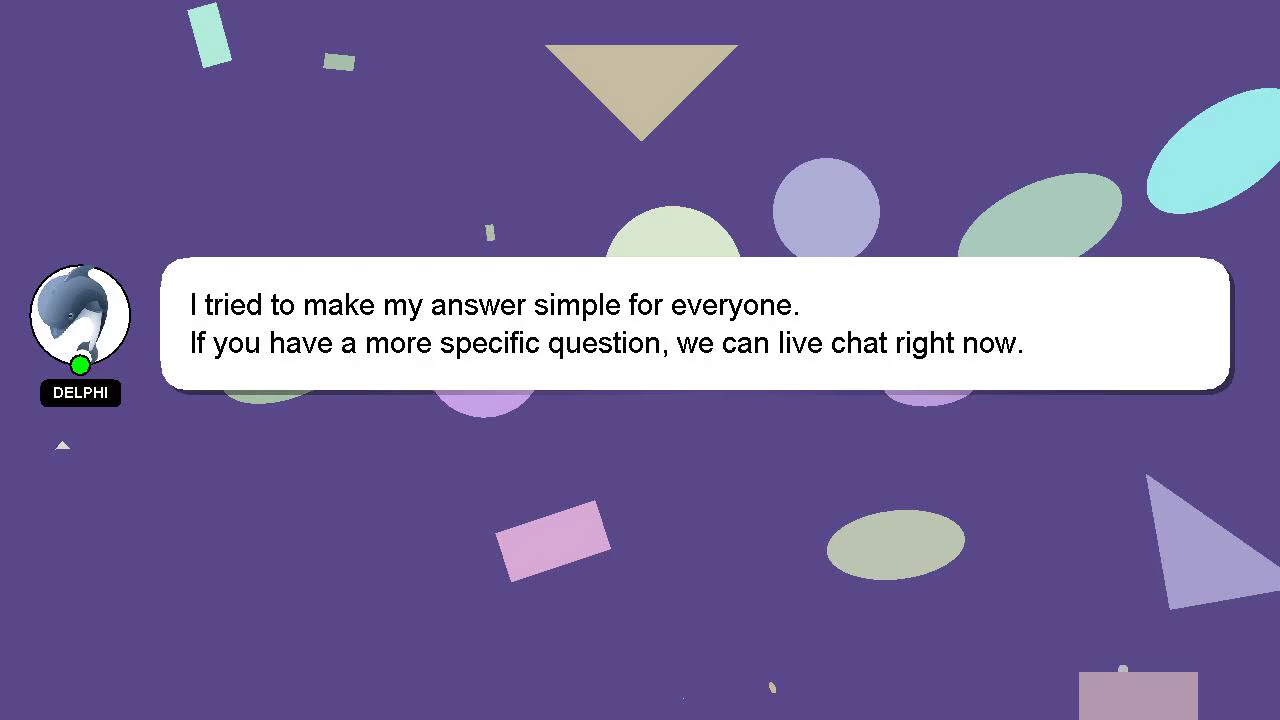 I tried to make my answer simple for everyone.
If you have a more specific question, we can live chat right now.
DELPHI